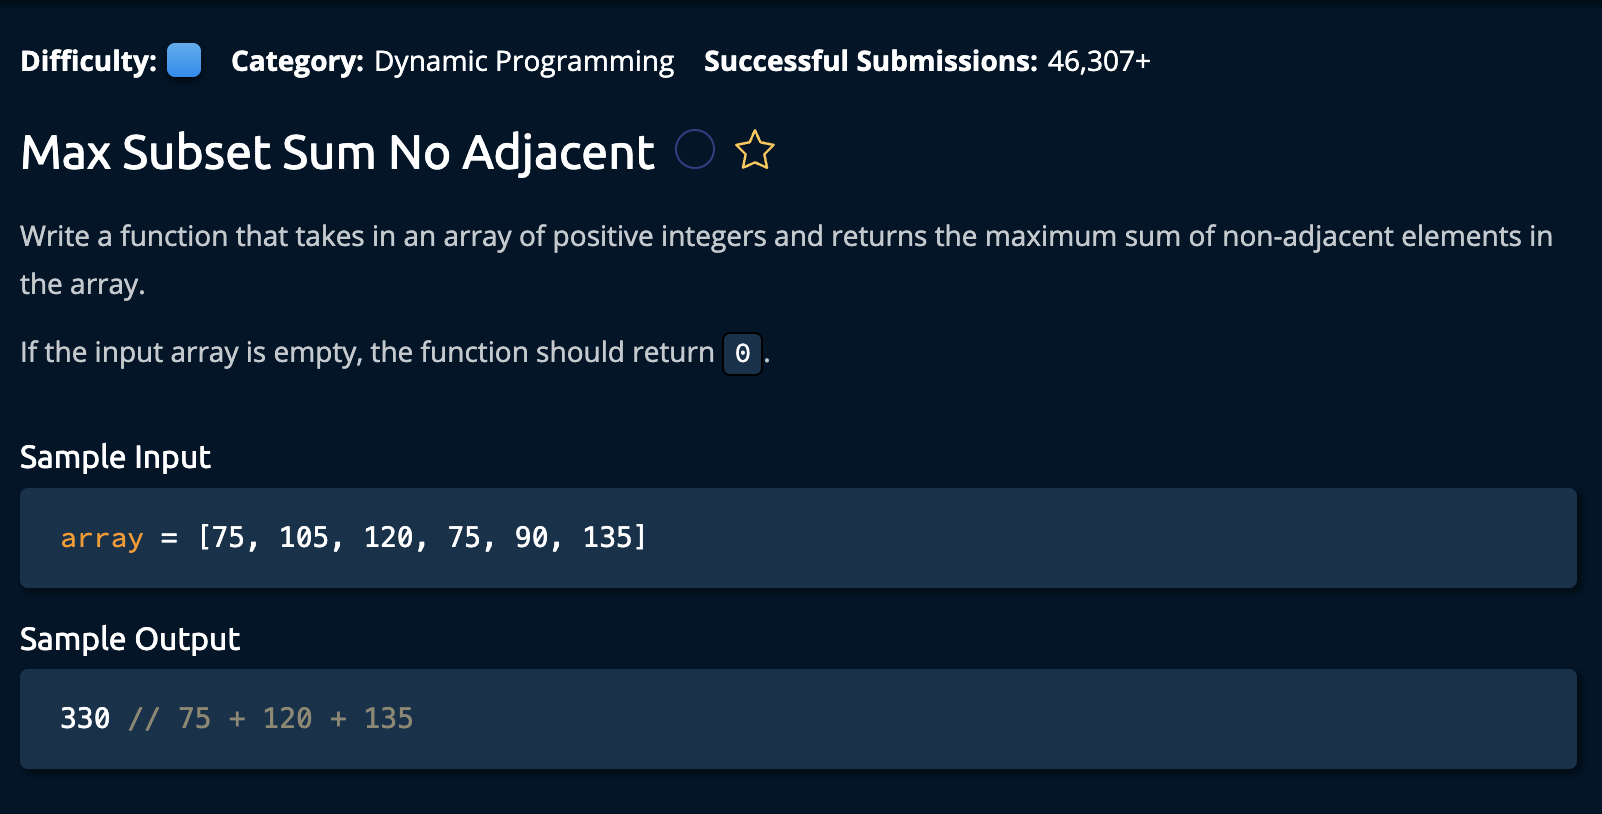 Difficulty: Category: Dynamic Programming Successful Submissions: 46,307+
Max Subset Sum No Adjacent
Write a function that takes in an array of positive integers and returns the maximum sum of non-adjacent elements in
the array.
If the input array is empty, the function should return 0.
Sample Input
array = [75, 105, 120, 75, 90, 135]
Sample Output
330 // 75 + 120 + 135